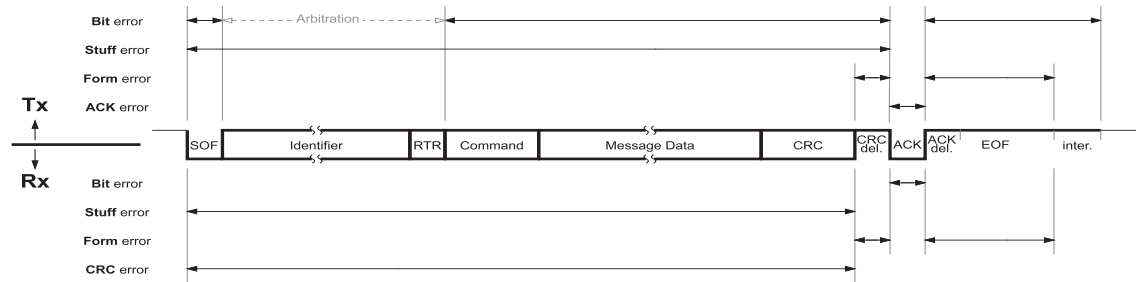 Bit error
Arbitration
Stuff error
Form error
Tx
ACK error
SOF Identifier RTR Command Message Data CRC CRC del. ACK ACK del. EOF inter.
Rx
Bit error
Stuff error
Form error
CRC error